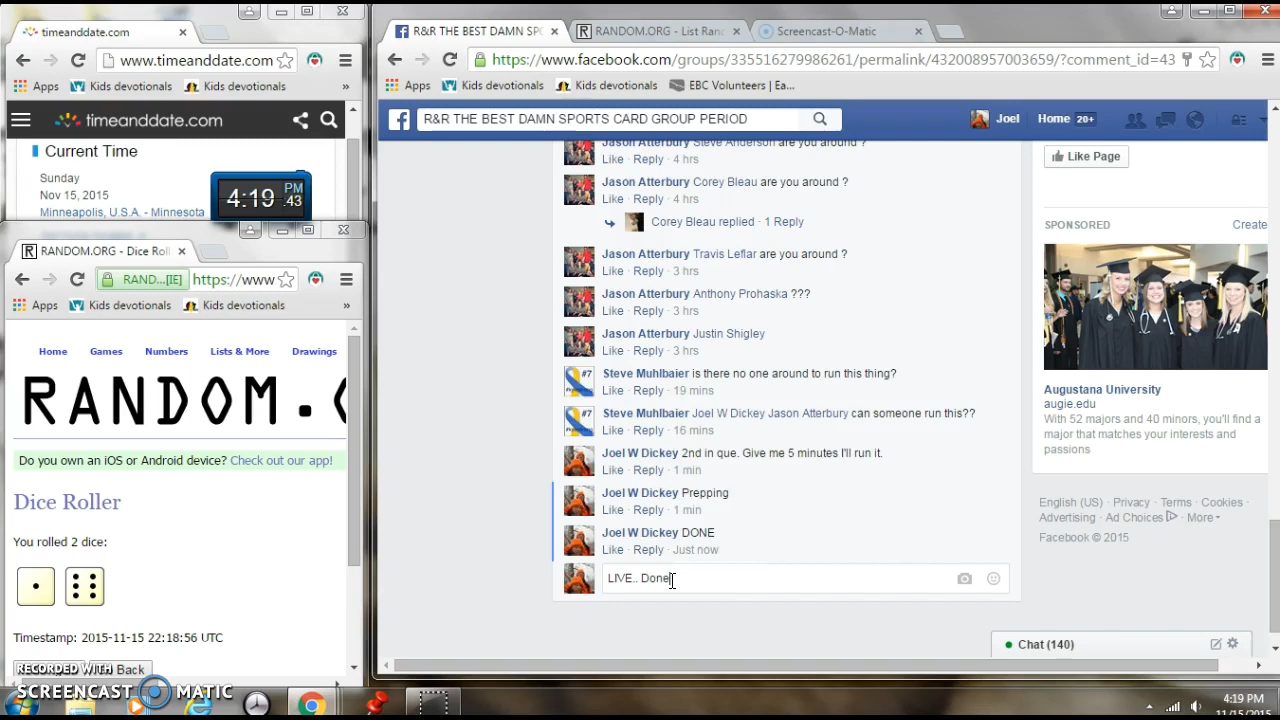 timeanddate.com
www.timeanddate.com
Apps Kids devotionals Kids devotionals »
timeanddate.com
Current Time
Sunday
Nov 15, 2015
Minneapolis, U.S.A. - Minnesota
4:19 PM .43
RANDOM.ORG - Dice Roll
RAND...[IE] https://www
Apps Kids devotionals Kids devotionals »
Home Games Numbers Lists & More Drawings
RANDOM.
Do you own an iOS or Android device? Check out our app!
Dice Roller
You rolled 2 dice:
Timestamp: 2015-11-15 22:18:56 UTC
Back
RECORDED WITH
SCREENCAST MATIC
R&R THE BEST DAMN SPO
RANDOM.ORG - List Rand
Screencast-O-Matic
https://www.facebook.com/groups/335516279986261/permalink/432008957003659/?comment_id=43
Apps Kids devotionals Kids devotionals EBC Volunteers | Ea...
R&R THE BEST DAMN SPORTS CARD GROUP PERIOD
Joel Home 20+
Jason Atterbury Steve Anderson are you around ?
Like · Reply · 4 hrs
Jason Atterbury Corey Bleau are you around ?
Like · Reply · 4 hrs
Corey Bleau replied · 1 Reply
Jason Atterbury Travis Leflar are you around ?
Like · Reply · 3 hrs
Jason Atterbury Anthony Prohaska ???
Like · Reply · 3 hrs
Jason Atterbury Justin Shigley
Like · Reply · 3 hrs
Steve Muhlbaier is there no one around to run this thing?
Like · Reply · 19 mins
Steve Muhlbaier Joel W Dickey Jason Atterbury can someone run this??
Like · Reply · 16 mins
Joel W Dickey 2nd in que. Give me 5 minutes I'll run it.
Like · Reply · 1 min
Joel W Dickey Prepping
Like · Reply · 1 min
Joel W Dickey DONE
Like · Reply · Just now
LIVE.. Done
Like Page
SPONSORED Create
Augustana University
augie.edu
With 52 majors and 40 minors, you'll find a
major that matches your interests and
passions
English (US) · Privacy · Terms · Cookies ·
Advertising · Ad Choices · More
Facebook © 2015
Chat (140)
4:19 PM
11/15/2015